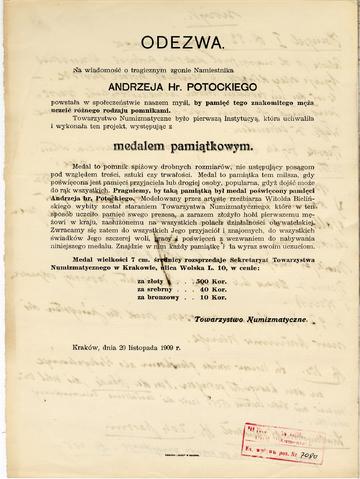 ODEZWA.
Na wiadomość o tragicznym zgonie Namiestnika
ANDRZEJA Hr. POTOCKIEGO
powstała w społeczeństwie naszem myśl, by pamięć tego znakomitego męża
uczcić różnego rodzaju pomnikami.
Towarzystwo Numizmatyczne było pierwszą Instytucyą, która uchwaliła
i wykonała ten projekt, występując z
medalem pamiątkowym.
Medal to pomnik spiżowy drobnych rozmiarów, nie ustępujący posągom
pod względem treści, sztuki czy trwałości. Medal to pamiątka tem milsza, gdy
poświęcona jest pamięci przyjaciela lub drogiej osoby, popularna, gdyż dojść może
do rąk wszystkich. Pragniemy, by taką pamiątką był medal poświęcony pamięci
Andrzeja hr. Potockiego. Modelowany przez artystę rzeźbiarza Witolda Bieliń-
skiego wybity został staraniem Towarzystwa Numizmatycznego, które w ten
sposób uczciło pamięć swego prezesa, a zarazem złożyło hołd pierwszemu mę-
żowi w kraju, zasłużonemu na wszystkich polach działalności obywatelskiej.
Zwracamy się zatem do wszystkich Jego przyjaciół i znajomych, do wszystkich
świadków Jego szczerej woli, pracy i poświęceń z wezwaniem do nabywania
niniejszego medalu. Znajdzie w nim każdy pamiątkę i wyraz swoim uczuciom.
Medal wielkości 7 cm. średnicy rozsprzedaje Sekretaryat Towarzystwa
Numizmatycznego w Krakowie, ulica Wolska L. 10, w cenie:
za złoty 500 Kor.
za srebrny 40 Kor.
za bronzowy 10 Kor.
Towarzystwo Numizmatyczne.
Kraków, dnia 20 listopada 1909 r.
7080